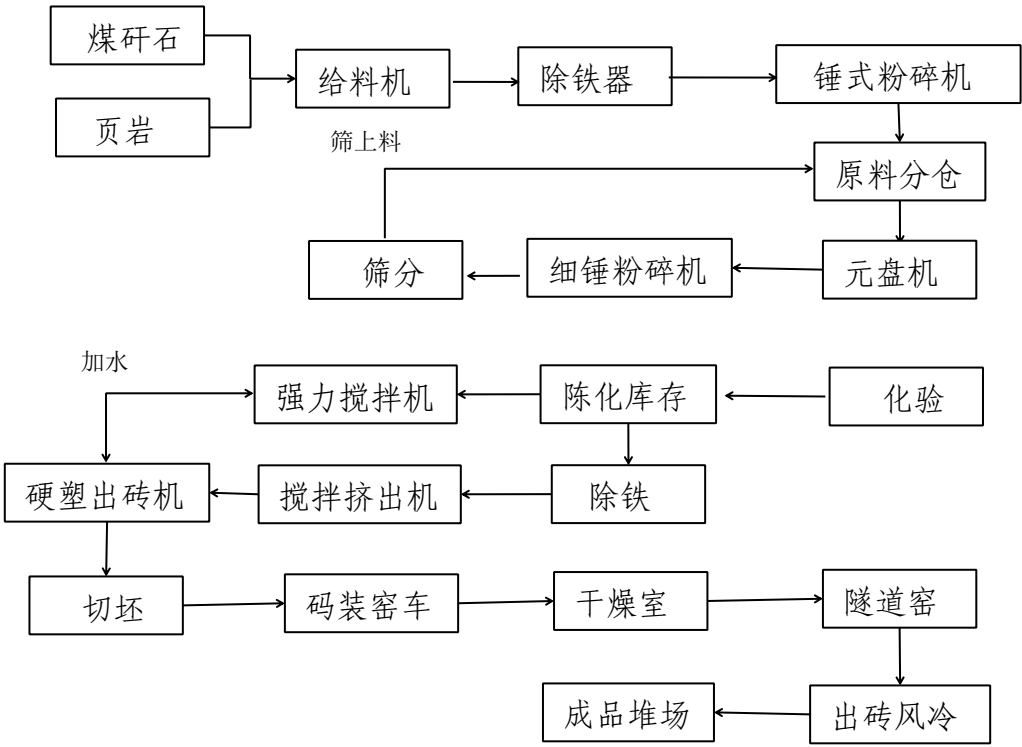 煤矸石
页岩
给料机
除铁器
锤式粉碎机
筛上料
原料分仓
筛分
细锤粉碎机
元盘机
加水
强力搅拌机
陈化库存
化验
硬塑出砖机
搅拌挤出机
除铁
切坯
码装窑车
干燥室
隧道窑
成品堆场
出砖风冷